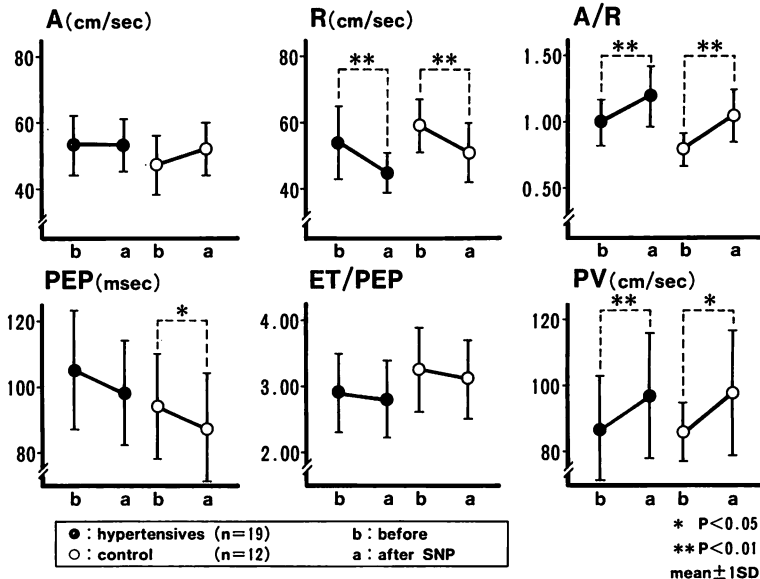 A(cm/sec)
80
60
40
b a b a
R(cm/sec)
80
60
40
** **
b a b a
A/R
1.50
1.00
0.50
** **
b a b a
PEP(msec)
120
100
80
*
b a b a
ET/PEP
4.00
3.00
2.00
b a b a
PV(cm/sec)
120
100
80
** *
b a b a
● : hypertensives (n=19) b : before
○ : control (n=12) a : after SNP
* P<0.05
** P<0.01
mean±1SD